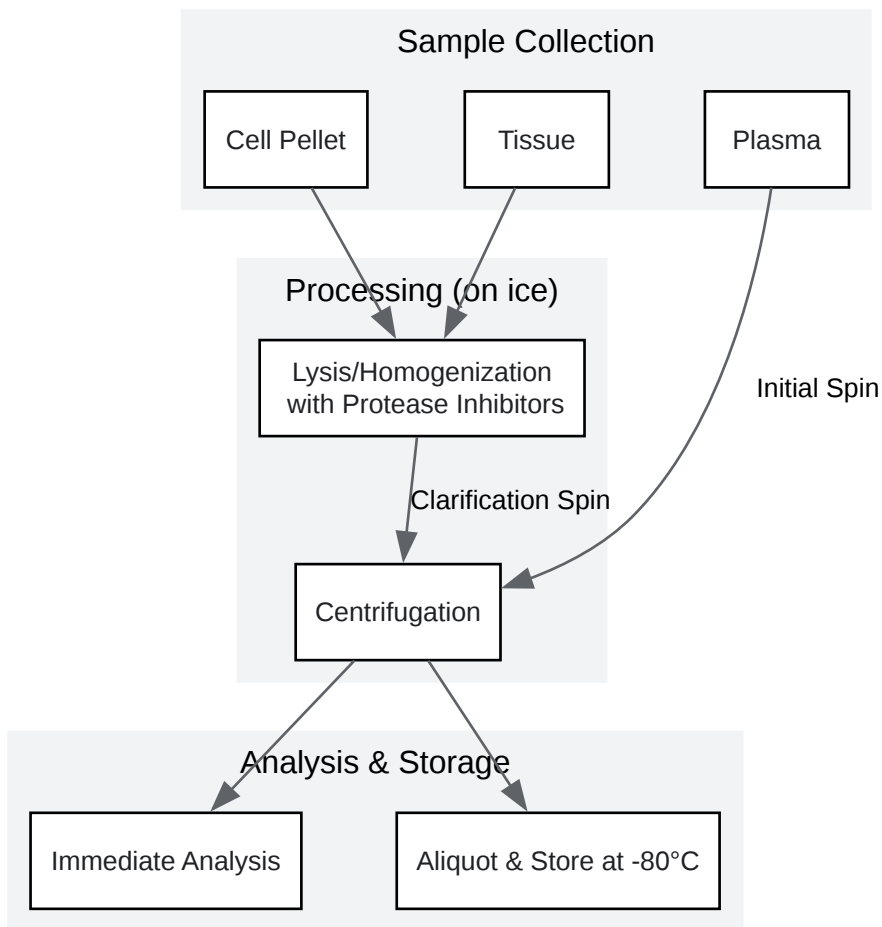 Sample Collection
Cell Pellet
Tissue
Plasma
Processing (on ice)
Lysis/Homogenization
with Protease Inhibitors
Initial Spin
Clarification Spin
Centrifugation
Analysis & Storage
Immediate Analysis
Aliquot & Store at -80°C